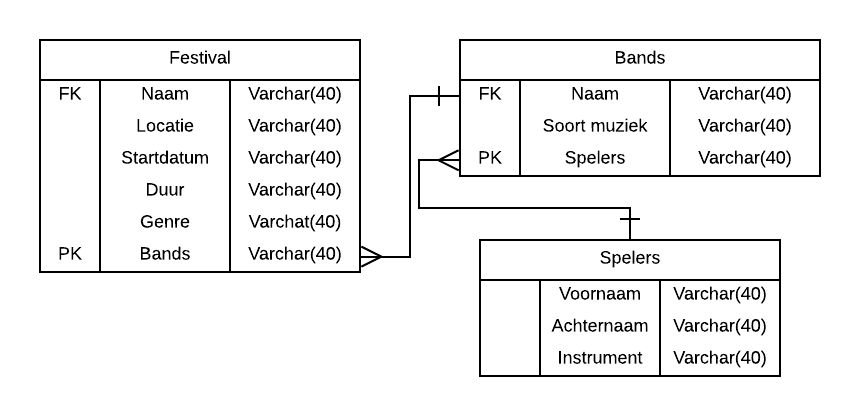 Festival
FK Naam Varchar(40)
Locatie Varchar(40)
Startdatum Varchar(40)
Duur Varchar(40)
Genre Varchat(40)
PK Bands Varchar(40)
Bands
FK Naam Varchar(40)
Soort muziek Varchar(40)
PK Spelers Varchar(40)
Spelers
Voornaam Varchar(40)
Achternaam Varchar(40)
Instrument Varchar(40)